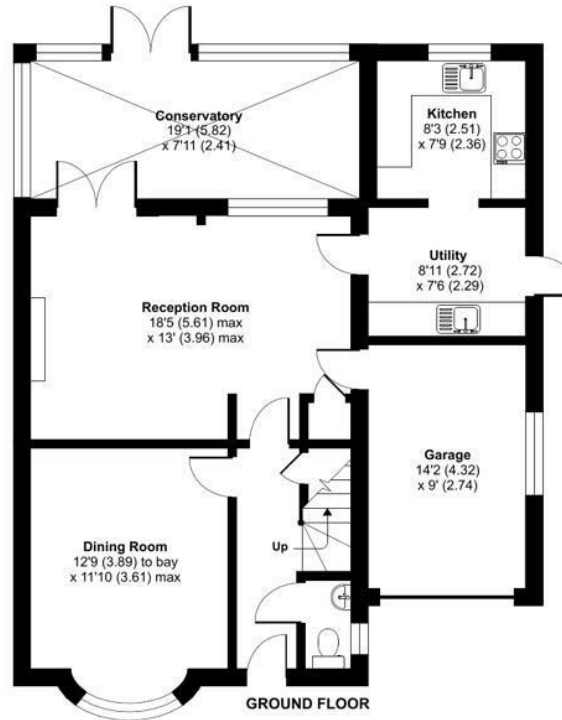 Conservatory
19'1 (5.82)
x 7'11 (2.41)
Kitchen
8'3 (2.51)
x 7'9 (2.36)
Utility
8'11 (2.72)
x 7'6 (2.29)
Reception Room
18'5 (5.61) max
x 13' (3.96) max
Garage
14'2 (4.32)
x 9' (2.74)
Dining Room
12'9 (3.89) to bay
x 11'10 (3.61) max
Up
GROUND FLOOR